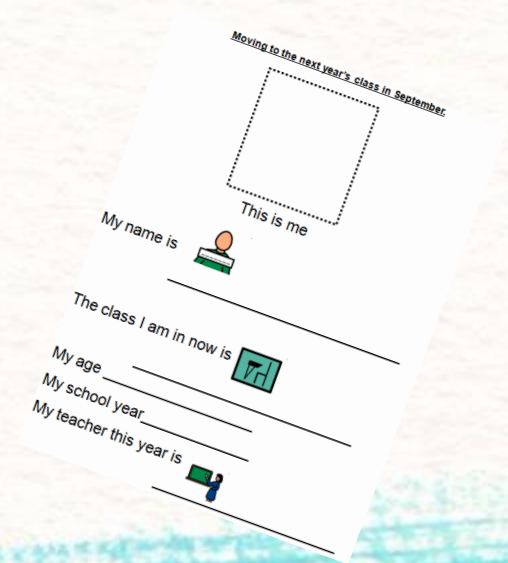 Moving to the next year's class in September.
This is me
My name is
The class I am in now is
My age
My school year
My teacher this year is